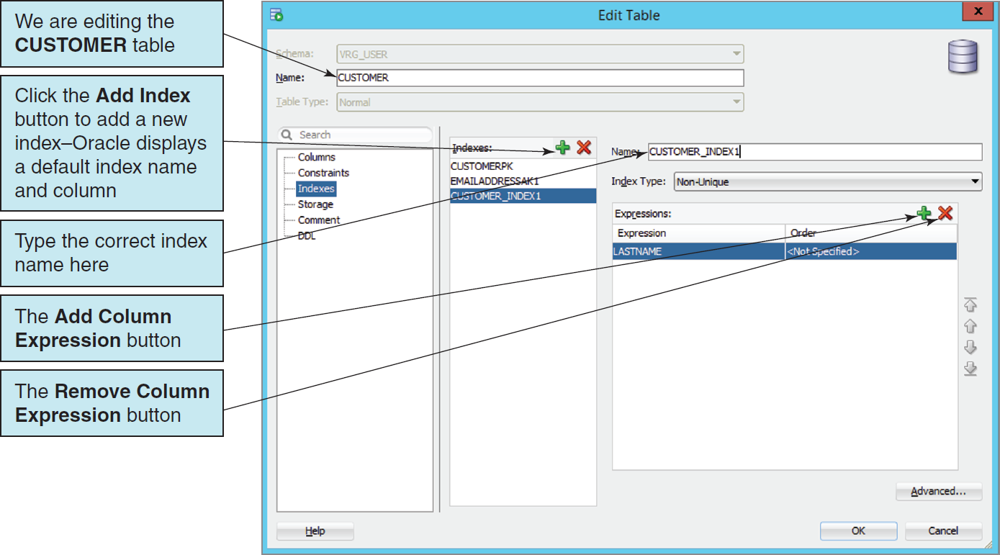 We are editing the
CUSTOMER table
Click the Add Index
button to add a new
index–Oracle displays
a default index name
and column
Type the correct index
name here
The Add Column
Expression button
The Remove Column
Expression button
Edit Table
x
Schema:
VRG_USER
Name:
CUSTOMER
Table Type:
Normal
Search
Columns
Constraints
Indexes
Storage
Comment
DDL
Indexes:
CUSTOMERPK
EMAILADDRESSAK1
CUSTOMER_INDEX1
Name:
CUSTOMER_INDEX1
Index Type:
Non-Unique
Expressions:
Expression Order
LASTNAME <Not Specified>
Advanced...
Help
OK
Cancel